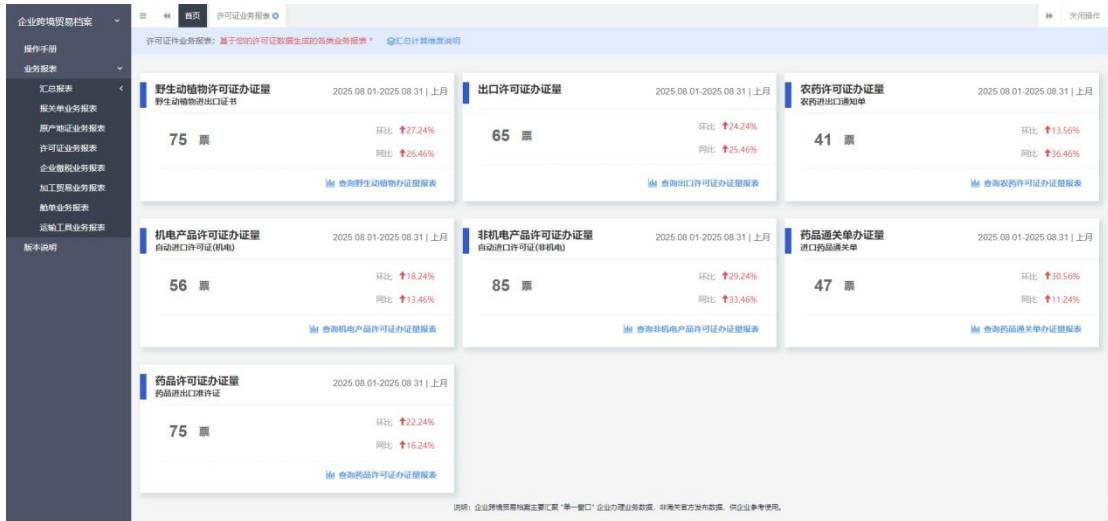 企业跨境贸易档案
操作手册
业务报表
汇总报表
报关单业务报表
原产地证业务报表
许可证业务报表
企业缴税业务报表
加工贸易业务报表
舱单业务报表
运输工具业务报表
版本说明
首页 许可证业务报表 关闭操作
许可证件业务报表：基于您的许可证数据生成的各类业务报表 * 汇总计算维度说明
野生动植物许可证办证量 2025.08.01-2025.08.31 | 上月
野生动植物进出口证书
75 票
环比 27.24%
同比 26.46%
查询野生动植物办证量报表
出口许可证办证量 2025.08.01-2025.08.31 | 上月
65 票
环比 24.24%
同比 25.46%
查询出口许可证办证量报表
农药许可证办证量 2025.08.01-2025.08.31 | 上月
农药进出口通知单
41 票
环比 13.56%
同比 36.46%
查询农药许可证办证量报表
机电产品许可证办证量 2025.08.01-2025.08.31 | 上月
自动进口许可证(机电)
56 票
环比 18.24%
同比 13.46%
查询机电产品许可证办证量报表
非机电产品许可证办证量 2025.08.01-2025.08.31 | 上月
自动进口许可证(非机电)
85 票
环比 29.24%
同比 33.46%
查询非机电产品许可证办证量报表
药品通关单办证量 2025.08.01-2025.08.31 | 上月
进口药品通关单
47 票
环比 30.56%
同比 11.24%
查询药品通关单办证量报表
药品许可证办证量 2025.08.01-2025.08.31 | 上月
药品进出口准许证
75 票
环比 22.24%
同比 16.24%
查询药品许可证办证量报表
说明：企业跨境贸易档案主要汇聚 "单一窗口" 企业办理业务数据，非海关官方发布数据，供企业参考使用。